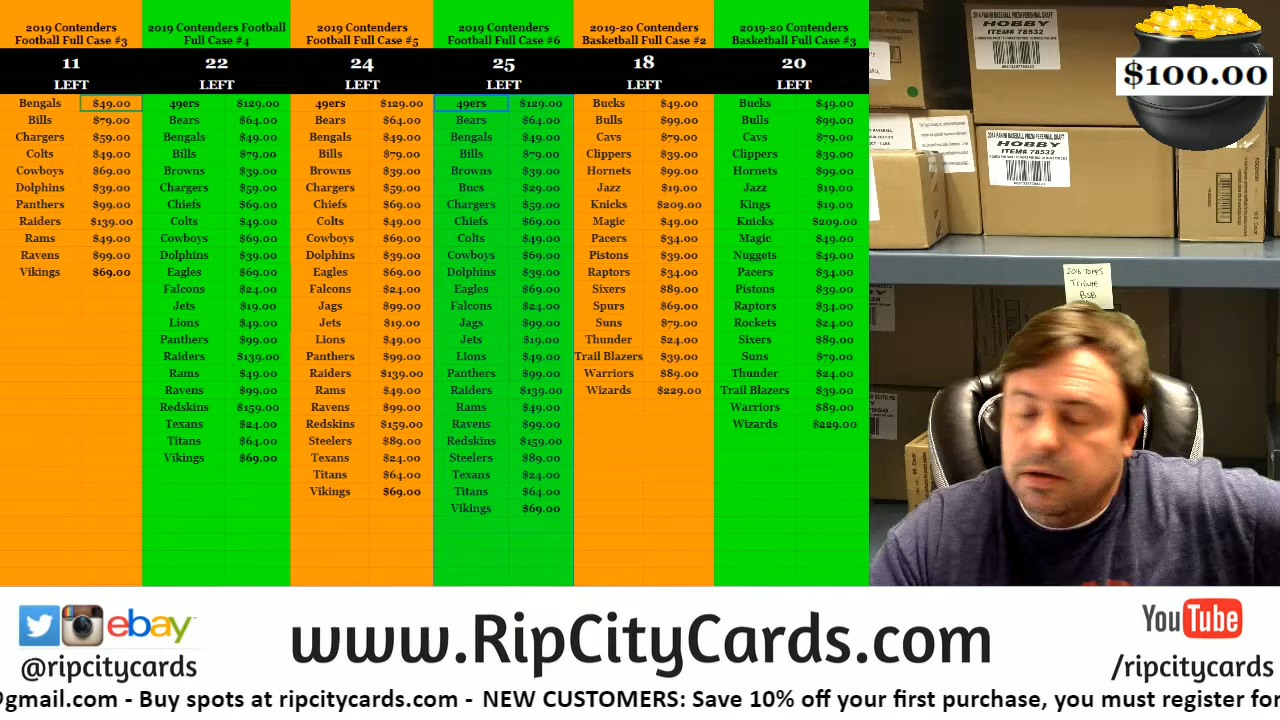 2019 Contenders
Football Full Case #3
11
LEFT
Bengals $49.00
Bills $79.00
Chargers $59.00
Colts $49.00
Cowboys $69.00
Dolphins $39.00
Panthers $99.00
Raiders $139.00
Rams $49.00
Ravens $99.00
Vikings $69.00
2019 Contenders Football
Full Case #4
22
LEFT
49ers $129.00
Bears $64.00
Bengals $49.00
Bills $79.00
Browns $39.00
Chargers $59.00
Chiefs $69.00
Colts $49.00
Cowboys $69.00
Dolphins $39.00
Eagles $69.00
Falcons $24.00
Jets $19.00
Lions $49.00
Panthers $99.00
Raiders $139.00
Rams $49.00
Ravens $99.00
Redskins $159.00
Texans $24.00
Titans $64.00
Vikings $69.00
2019 Contenders
Football Full Case #5
24
LEFT
49ers $129.00
Bears $64.00
Bengals $49.00
Bills $79.00
Browns $39.00
Chargers $59.00
Chiefs $69.00
Colts $49.00
Cowboys $69.00
Dolphins $39.00
Eagles $69.00
Falcons $24.00
Jags $99.00
Jets $19.00
Lions $49.00
Panthers $99.00
Raiders $139.00
Rams $49.00
Ravens $99.00
Redskins $159.00
Steelers $89.00
Texans $24.00
Titans $64.00
Vikings $69.00
2019 Contenders
Football Full Case #6
25
LEFT
49ers $129.00
Bears $64.00
Bengals $49.00
Bills $79.00
Browns $39.00
Bucs $29.00
Chargers $59.00
Chiefs $69.00
Colts $49.00
Cowboys $69.00
Dolphins $39.00
Eagles $69.00
Falcons $24.00
Jags $99.00
Jets $19.00
Lions $49.00
Panthers $99.00
Raiders $139.00
Rams $49.00
Ravens $99.00
Redskins $159.00
Steelers $89.00
Texans $24.00
Titans $64.00
Vikings $69.00
2019-20 Contenders
Basketball Full Case #2
18
LEFT
Bucks $49.00
Bulls $99.00
Cavs $79.00
Clippers $39.00
Hornets $99.00
Jazz $19.00
Knicks $209.00
Magic $49.00
Pacers $34.00
Pistons $39.00
Raptors $34.00
Sixers $89.00
Spurs $69.00
Suns $79.00
Thunder $24.00
Trail Blazers $39.00
Warriors $89.00
Wizards $229.00
2019-20 Contenders
Basketball Full Case #3
20
LEFT
Bucks $49.00
Bulls $99.00
Cavs $79.00
Clippers $39.00
Hornets $99.00
Jazz $19.00
Kings $19.00
Knicks $209.00
Magic $49.00
Nuggets $49.00
Pacers $34.00
Pistons $39.00
Raptors $34.00
Rockets $24.00
Sixers $89.00
Suns $79.00
Thunder $24.00
Trail Blazers $39.00
Warriors $89.00
Wizards $229.00
2014 PANINI BASEBALL PRIZM PERENNIAL DRAFT
HOBBY
ITEM# 78532
$100.00
2014 PANINI BASEBALL PRIZM PERENNIAL DRAFT
HOBBY
ITEM# 78532
2016 TOPPS
Tribute
BSB
ebay
@ripcitycards
www.RipCityCards.com
YouTube
/ripcitycards
@gmail.com - Buy spots at ripcitycards.com - NEW CUSTOMERS: Save 10% off your first purchase, you must register for